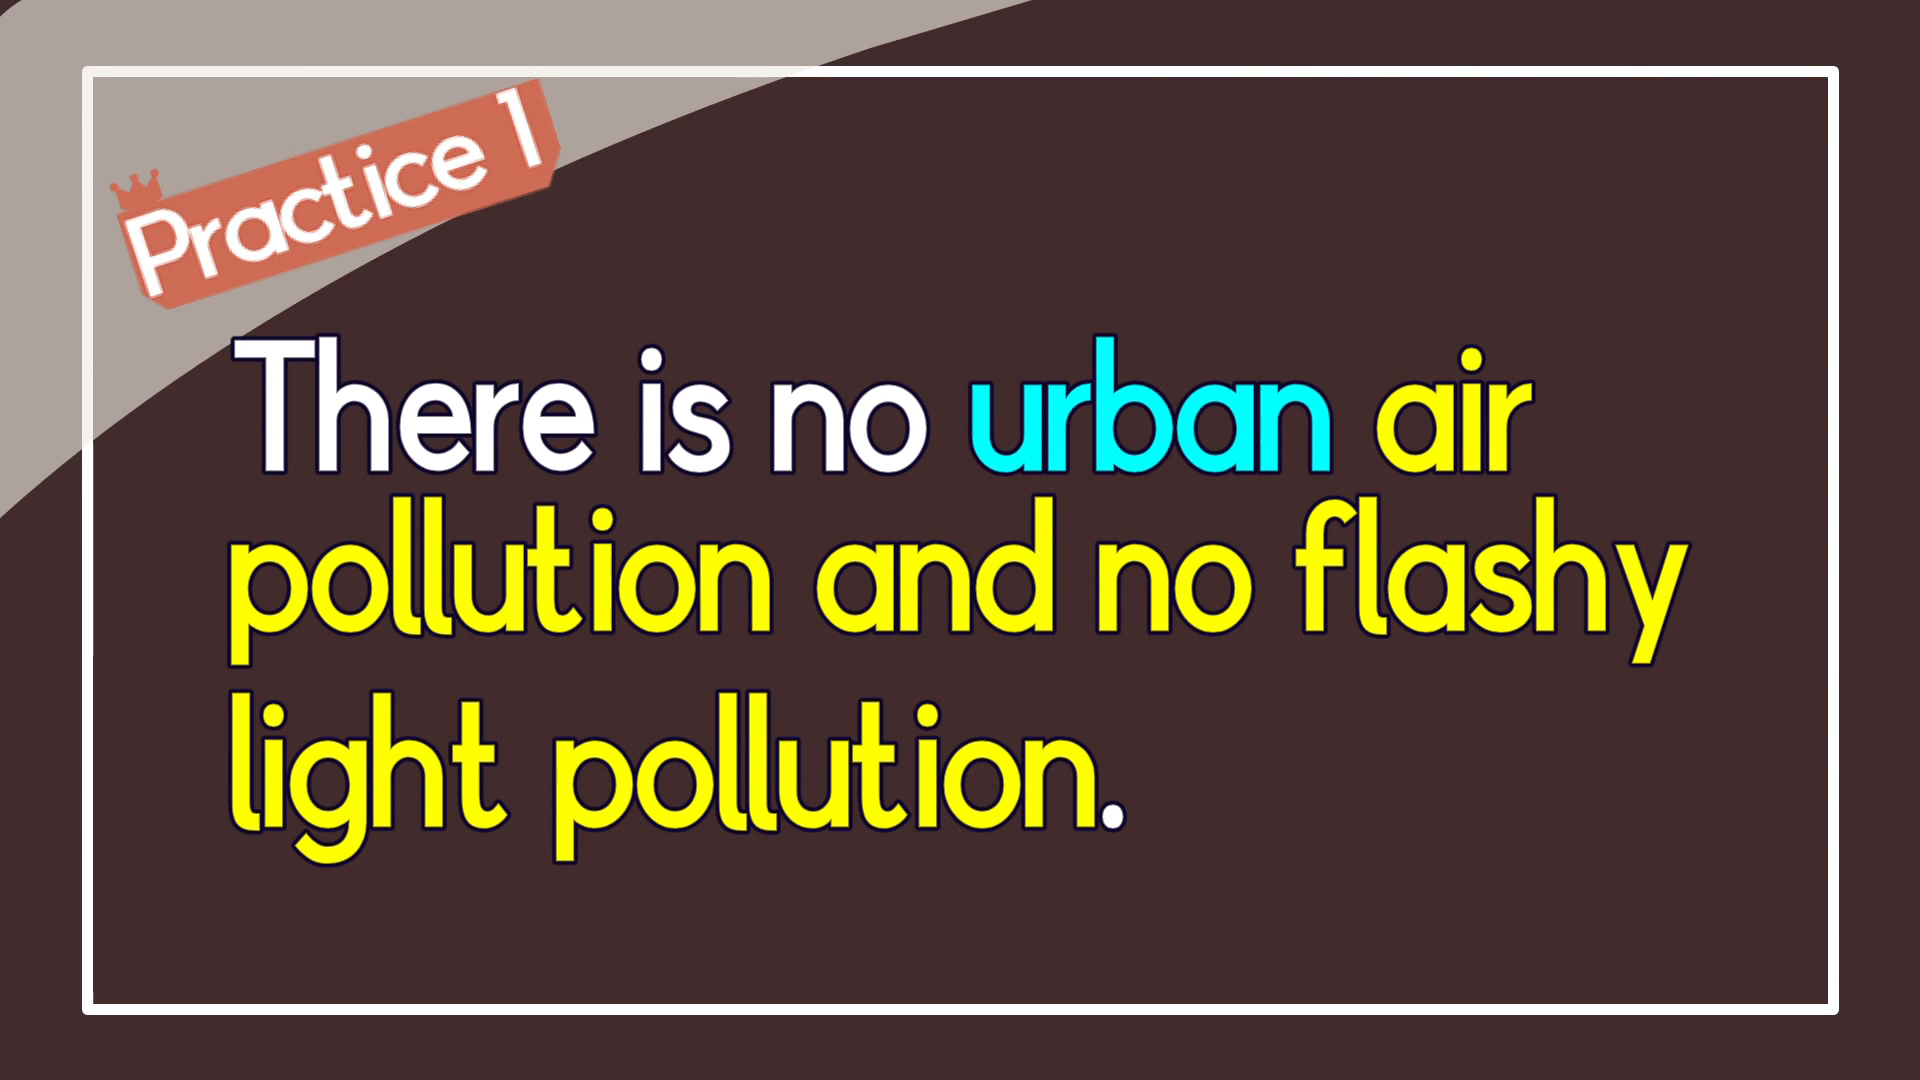 Practice 1
There is no urban air
pollution and no flashy
light pollution.